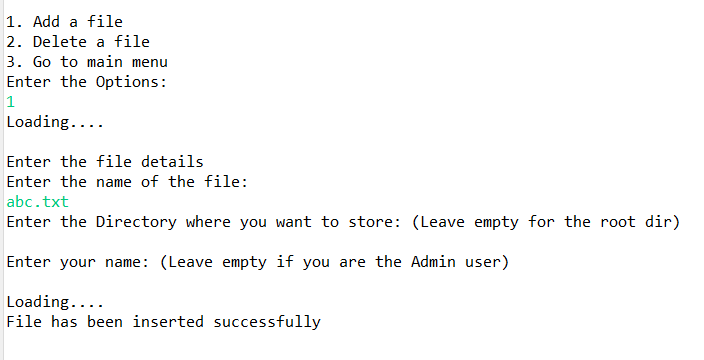 1. Add a file
2. Delete a file
3. Go to main menu
Enter the Options:
1
Loading....
Enter the file details
Enter the name of the file:
abc.txt
Enter the Directory where you want to store: (Leave empty for the root dir)
Enter your name: (Leave empty if you are the Admin user)
Loading....
File has been inserted successfully